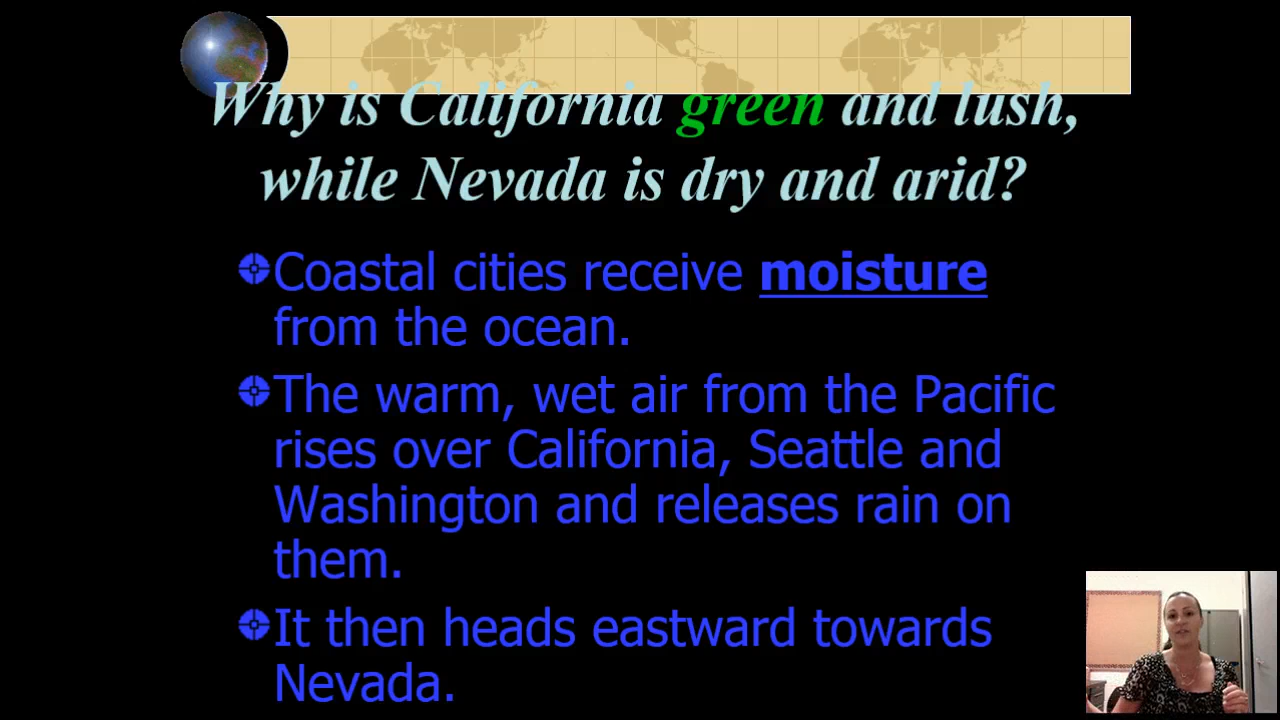 Why is California green and lush,
while Nevada is dry and arid?
Coastal cities receive moisture
from the ocean.
The warm, wet air from the Pacific
rises over California, Seattle and
Washington and releases rain on
them.
It then heads eastward towards
Nevada.